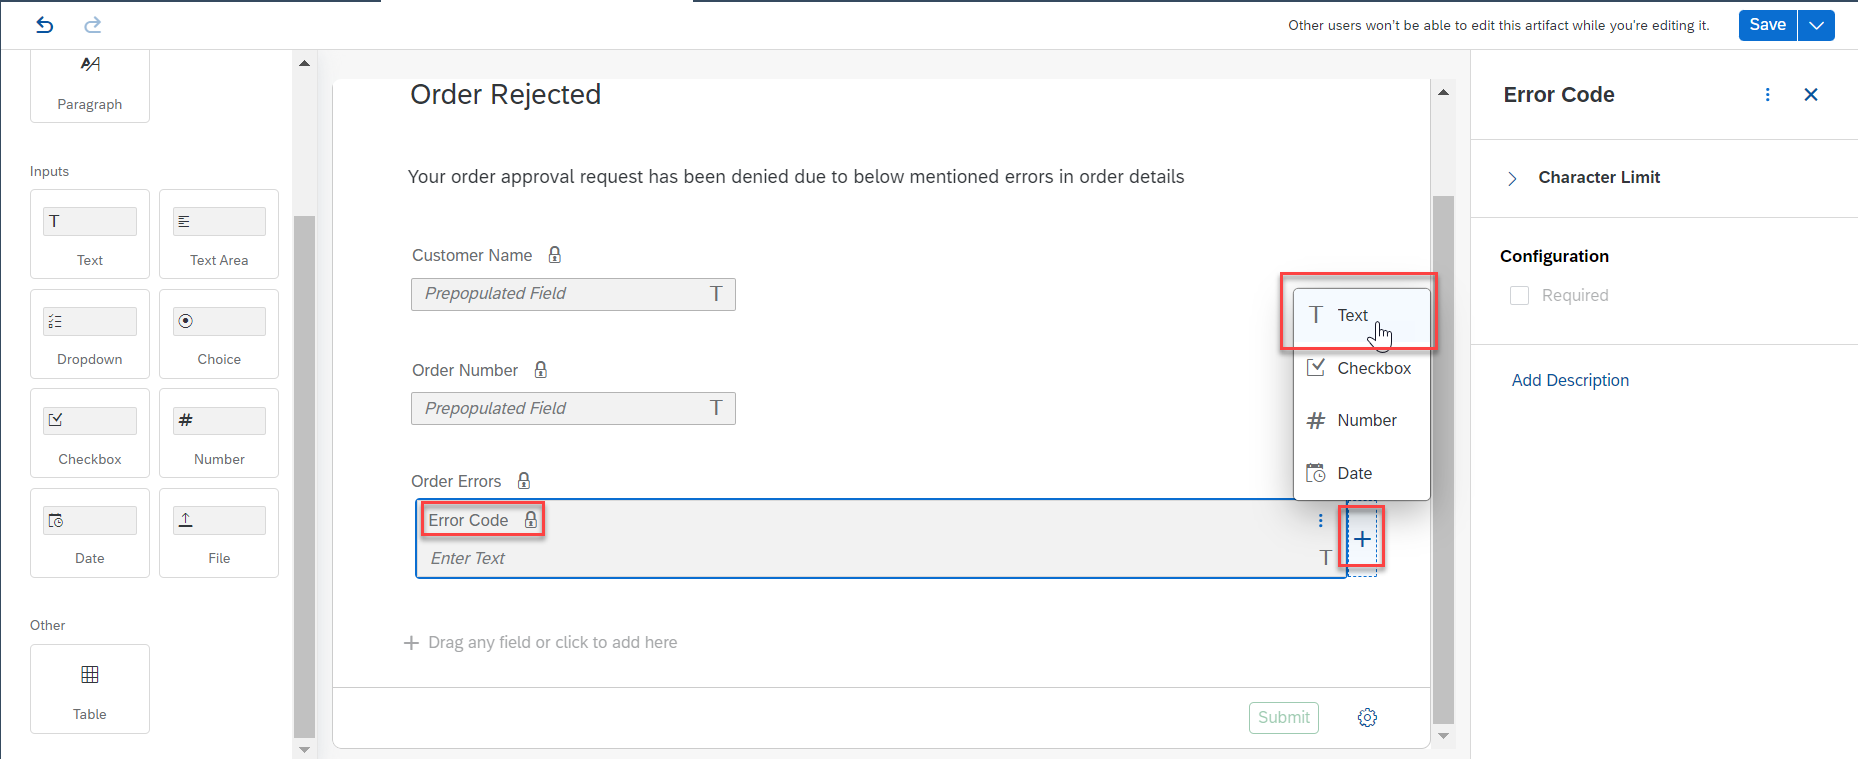 Other users won't be able to edit this artifact while you're editing it.
Save
Paragraph
Inputs
Text
Text Area
Dropdown
Choice
Checkbox
Number
Date
File
Other
Table
Order Rejected
Your order approval request has been denied due to below mentioned errors in order details
Customer Name
Prepopulated Field
Order Number
Prepopulated Field
Order Errors
Error Code
Enter Text
Drag any field or click to add here
Submit
Text
Checkbox
Number
Date
Error Code
Character Limit
Configuration
Required
Add Description